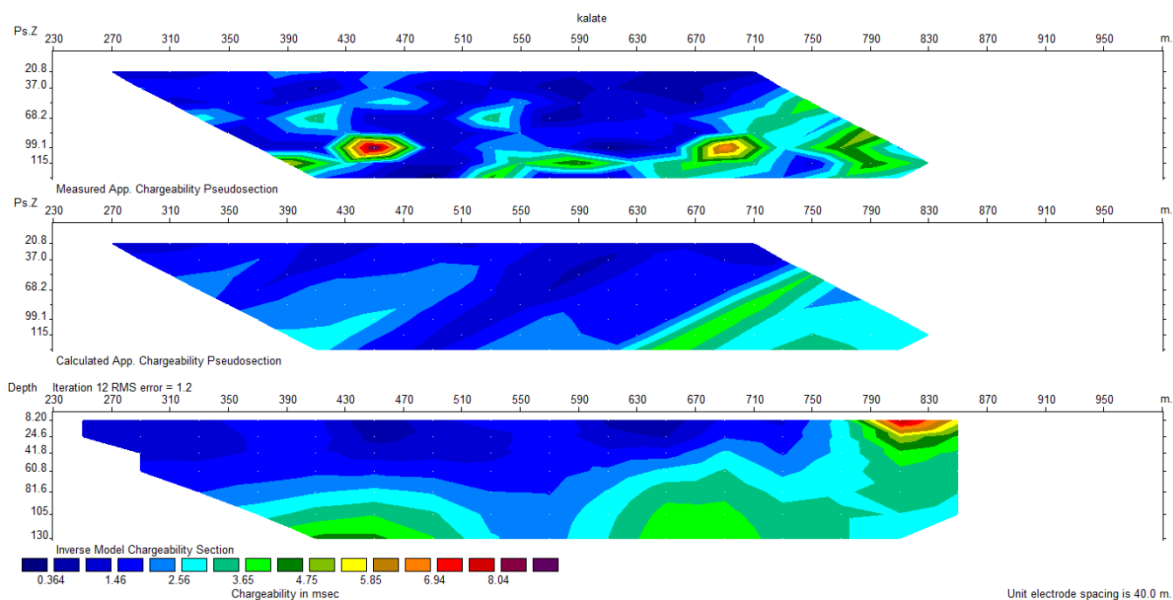 kalate
Ps.Z
230 270 310 350 390 430 470 510 550 590 630 670 710 750 790 830 870 910 950 m.
20.8
37.0
68.2
99.1
115
Measured App. Chargeability Pseudosection
Ps.Z
230 270 310 350 390 430 470 510 550 590 630 670 710 750 790 830 870 910 950 m.
20.8
37.0
68.2
99.1
115
Calculated App. Chargeability Pseudosection
Depth Iteration 12 RMS error = 1.2
230 270 310 350 390 430 470 510 550 590 630 670 710 750 790 830 870 910 950 m.
8.20
24.6
41.8
60.8
81.6
105
130
Inverse Model Chargeability Section
0.364 1.46 2.56 3.65 4.75 5.85 6.94 8.04
Chargeability in msec
Unit electrode spacing is 40.0 m.